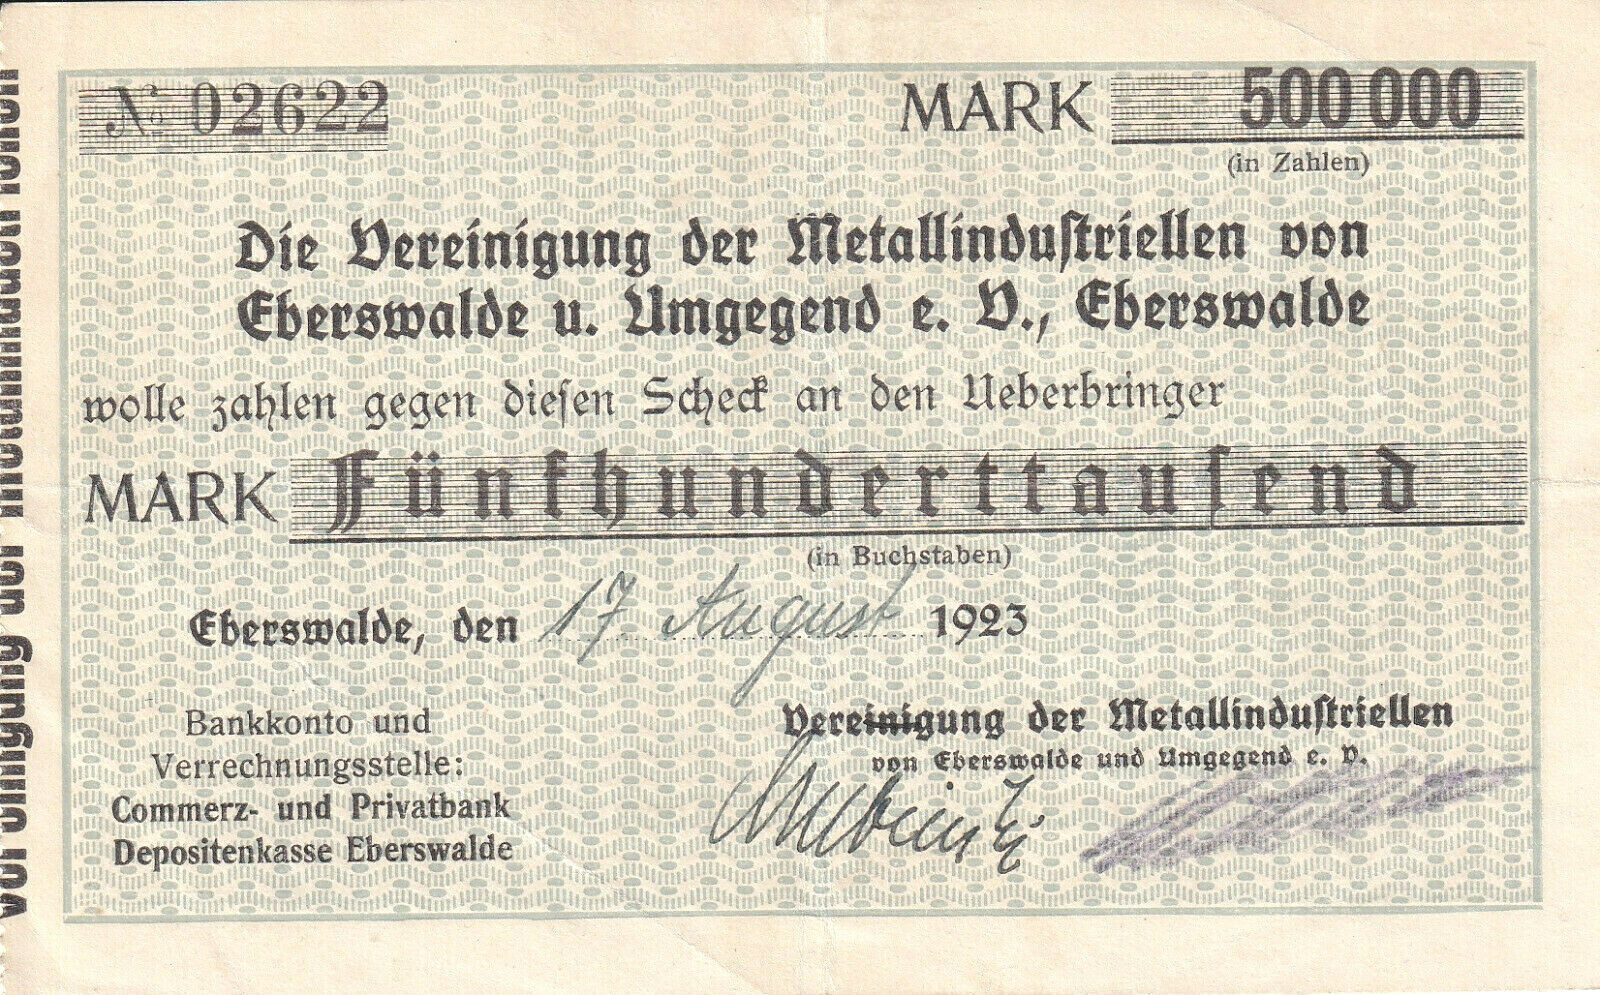 № 02622
MARK 500 000
(in Zahlen)
Die Vereinigung der Metallindustriellen von
Eberswalde u. Umgegend e. V., Eberswalde
wolle zahlen gegen diesen Scheck an den Ueberbringer
MARK Fünfhunderttausend
(in Buchstaben)
Eberswalde, den 17. August 1923
Bankkonto und
Verrechnungsstelle:
Commerz- und Privatbank
Depositenkasse Eberswalde
Vereinigung der Metallindustriellen
von Eberswalde und Umgegend e. V.